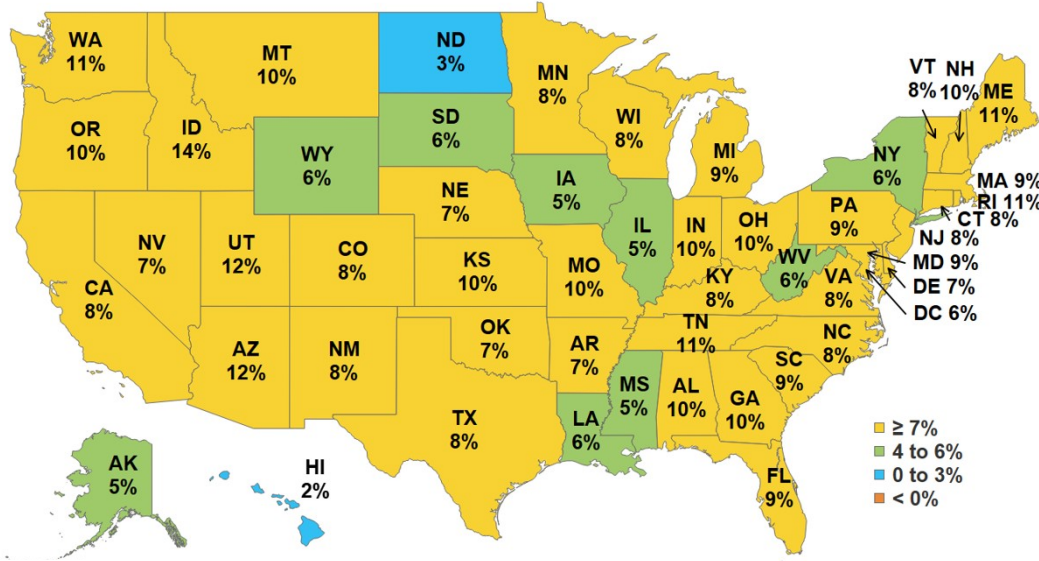 WA
11%
MT
10%
ND
3%
MN
8%
VT
8%
NH
10%
ME
11%
OR
10%
ID
14%
WY
6%
SD
6%
WI
8%
MI
9%
NY
6%
MA 9%
RI 11%
CT 8%
NJ 8%
MD 9%
DE 7%
DC 6%
NE
7%
IA
5%
IL
5%
IN
10%
OH
10%
PA
9%
WV
6%
VA
8%
NV
7%
UT
12%
CO
8%
KS
10%
MO
10%
KY
8%
CA
8%
AZ
12%
NM
8%
OK
7%
AR
7%
TN
11%
NC
8%
SC
9%
MS
5%
AL
10%
GA
10%
TX
8%
LA
6%
FL
9%
AK
5%
HI
2%
≥ 7%
4 to 6%
0 to 3%
< 0%